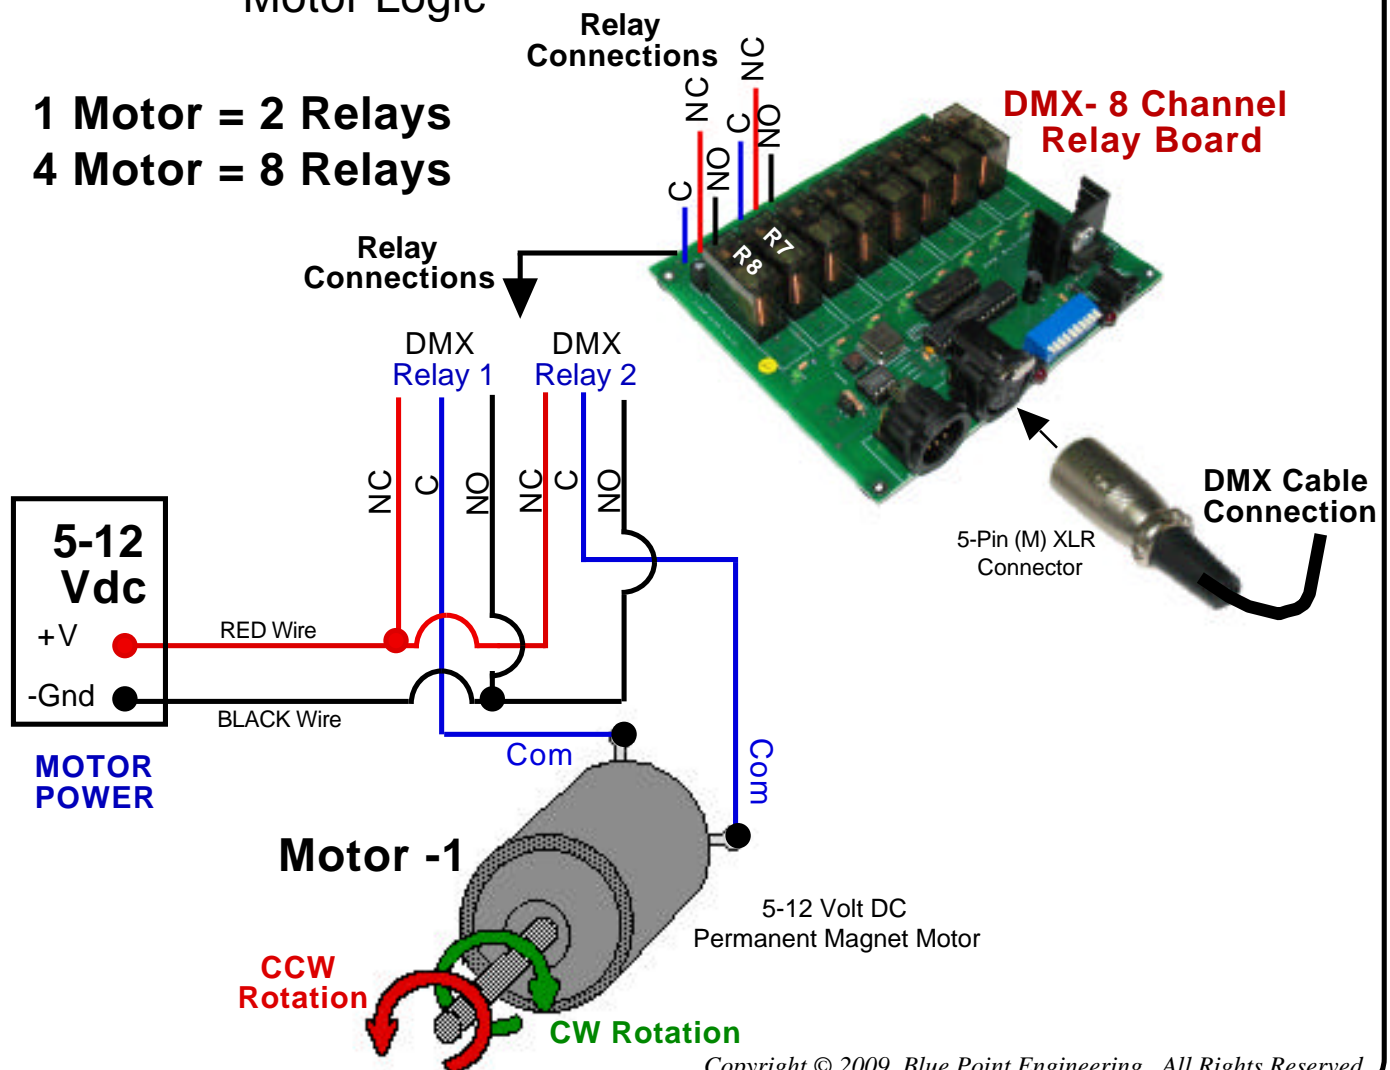 Motor Logic
Relay
Connections
1 Motor = 2 Relays
4 Motor = 8 Relays
C
NC
NO
C
NC
NO
DMX- 8 Channel
Relay Board
R8
R7
Relay
Connections
DMX
Relay 1
DMX
Relay 2
NC
C
NO
NC
C
NO
5-12
Vdc
+V
-Gnd
RED Wire
BLACK Wire
MOTOR
POWER
DMX Cable
Connection
5-Pin (M) XLR
Connector
Com
Com
Motor -1
5-12 Volt DC
Permanent Magnet Motor
CCW
Rotation
CW Rotation
Copyright © 2009 Blue Point Engineering All Rights Reserved